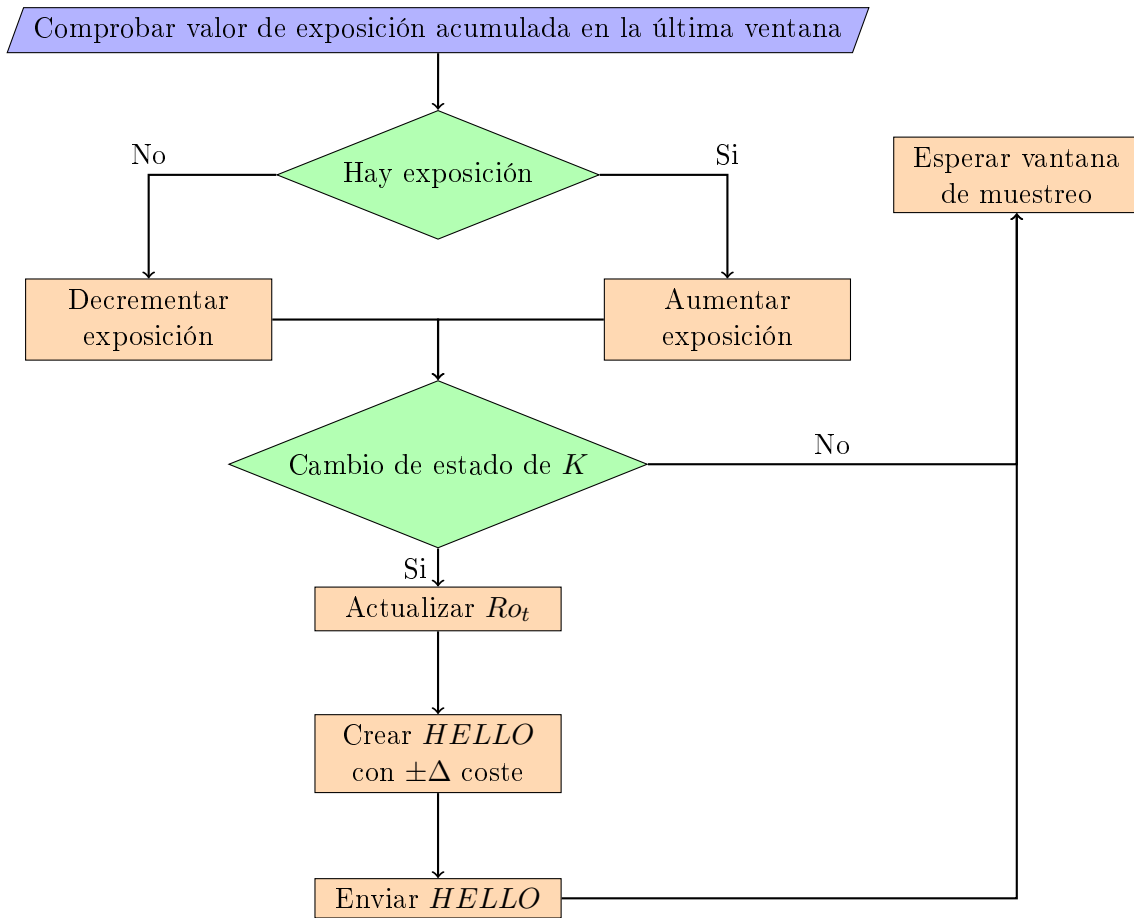 Comprobar valor de exposición acumulada en la última ventana
Hay exposición
No
Si
Esperar vantana
de muestreo
Decrementar
exposición
Aumentar
exposición
Cambio de estado de K
No
Si
Actualizar Ro_t
Crear HELLO
con ±Δ coste
Enviar HELLO